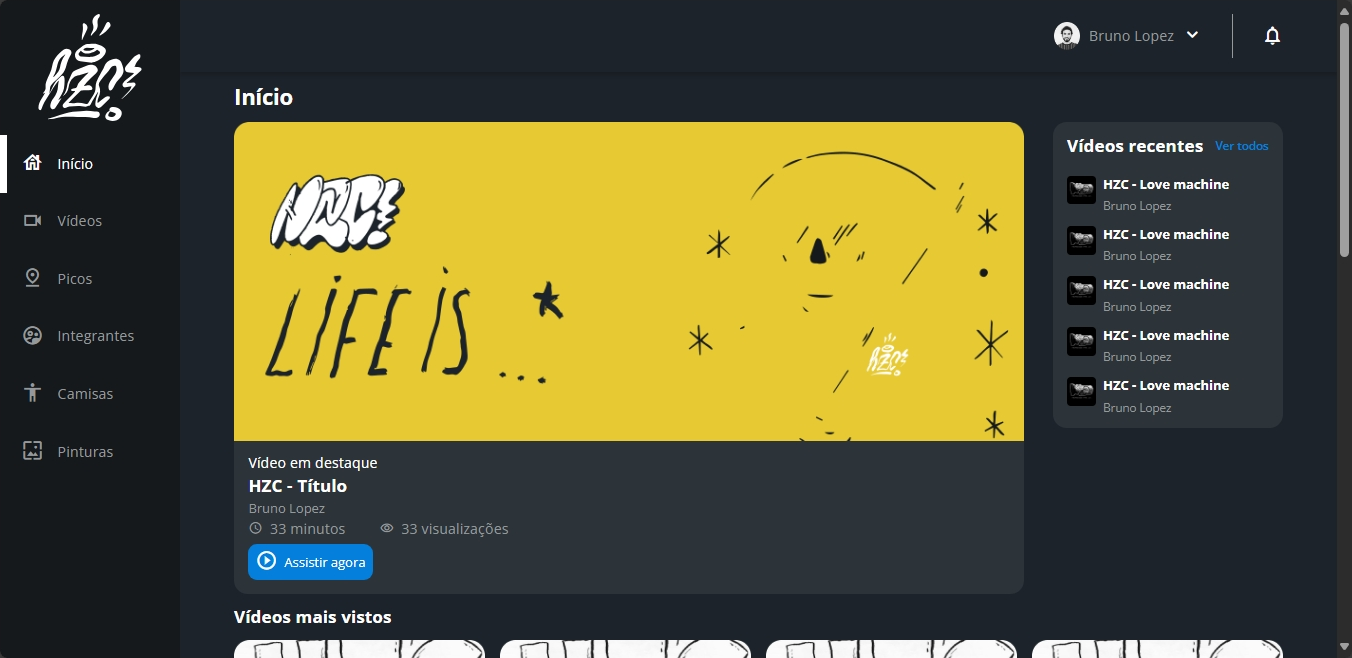 HZC!
Bruno Lopez
Início
Início
Vídeos
Picos
Integrantes
Camisas
Pinturas
HZC!
LIFE IS ...
HZC!
Vídeo em destaque
HZC - Título
Bruno Lopez
33 minutos 33 visualizações
Assistir agora
Vídeos recentes Ver todos
HZC - Love machine
Bruno Lopez
HZC - Love machine
Bruno Lopez
HZC - Love machine
Bruno Lopez
HZC - Love machine
Bruno Lopez
HZC - Love machine
Bruno Lopez
Vídeos mais vistos